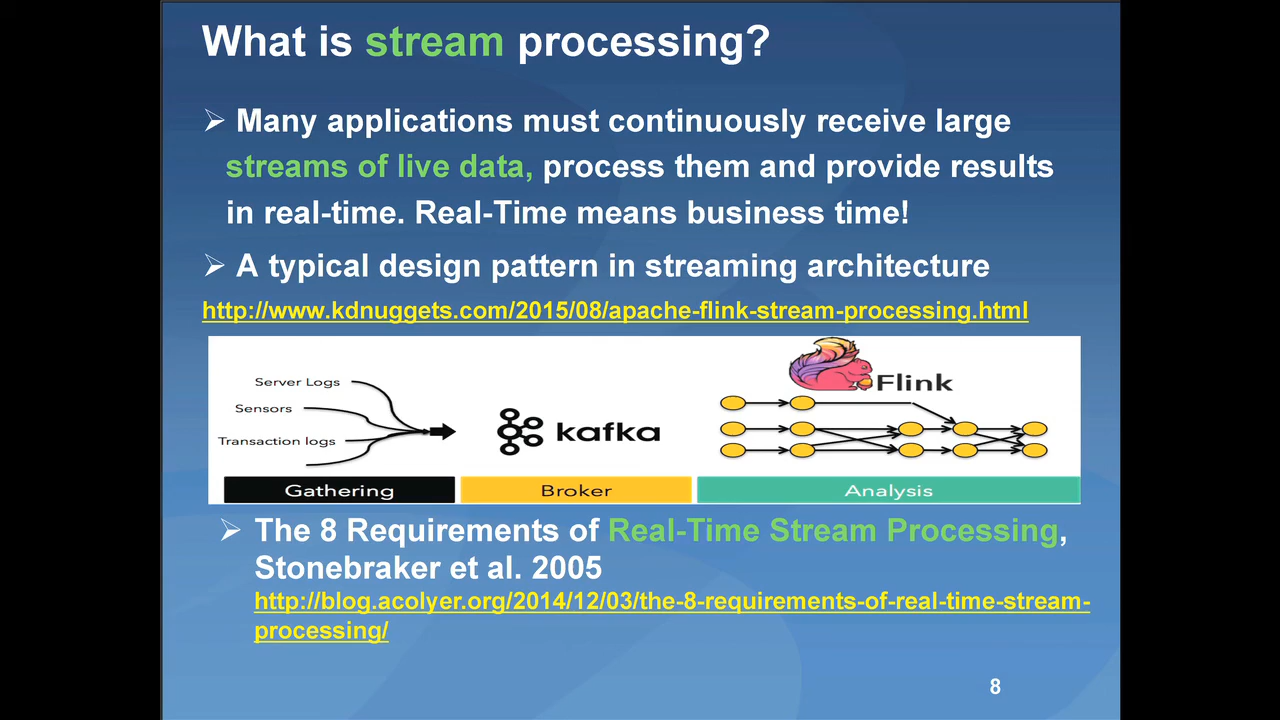 What is stream processing?
➢ Many applications must continuously receive large
streams of live data, process them and provide results
in real-time. Real-Time means business time!
➢ A typical design pattern in streaming architecture
http://www.kdnuggets.com/2015/08/apache-flink-stream-processing.html
Server Logs
Sensors
Transaction logs
kafka
Flink
Gathering
Broker
Analysis
➢ The 8 Requirements of Real-Time Stream Processing,
Stonebraker et al. 2005
http://blog.acolyer.org/2014/12/03/the-8-requirements-of-real-time-stream-
processing/
8